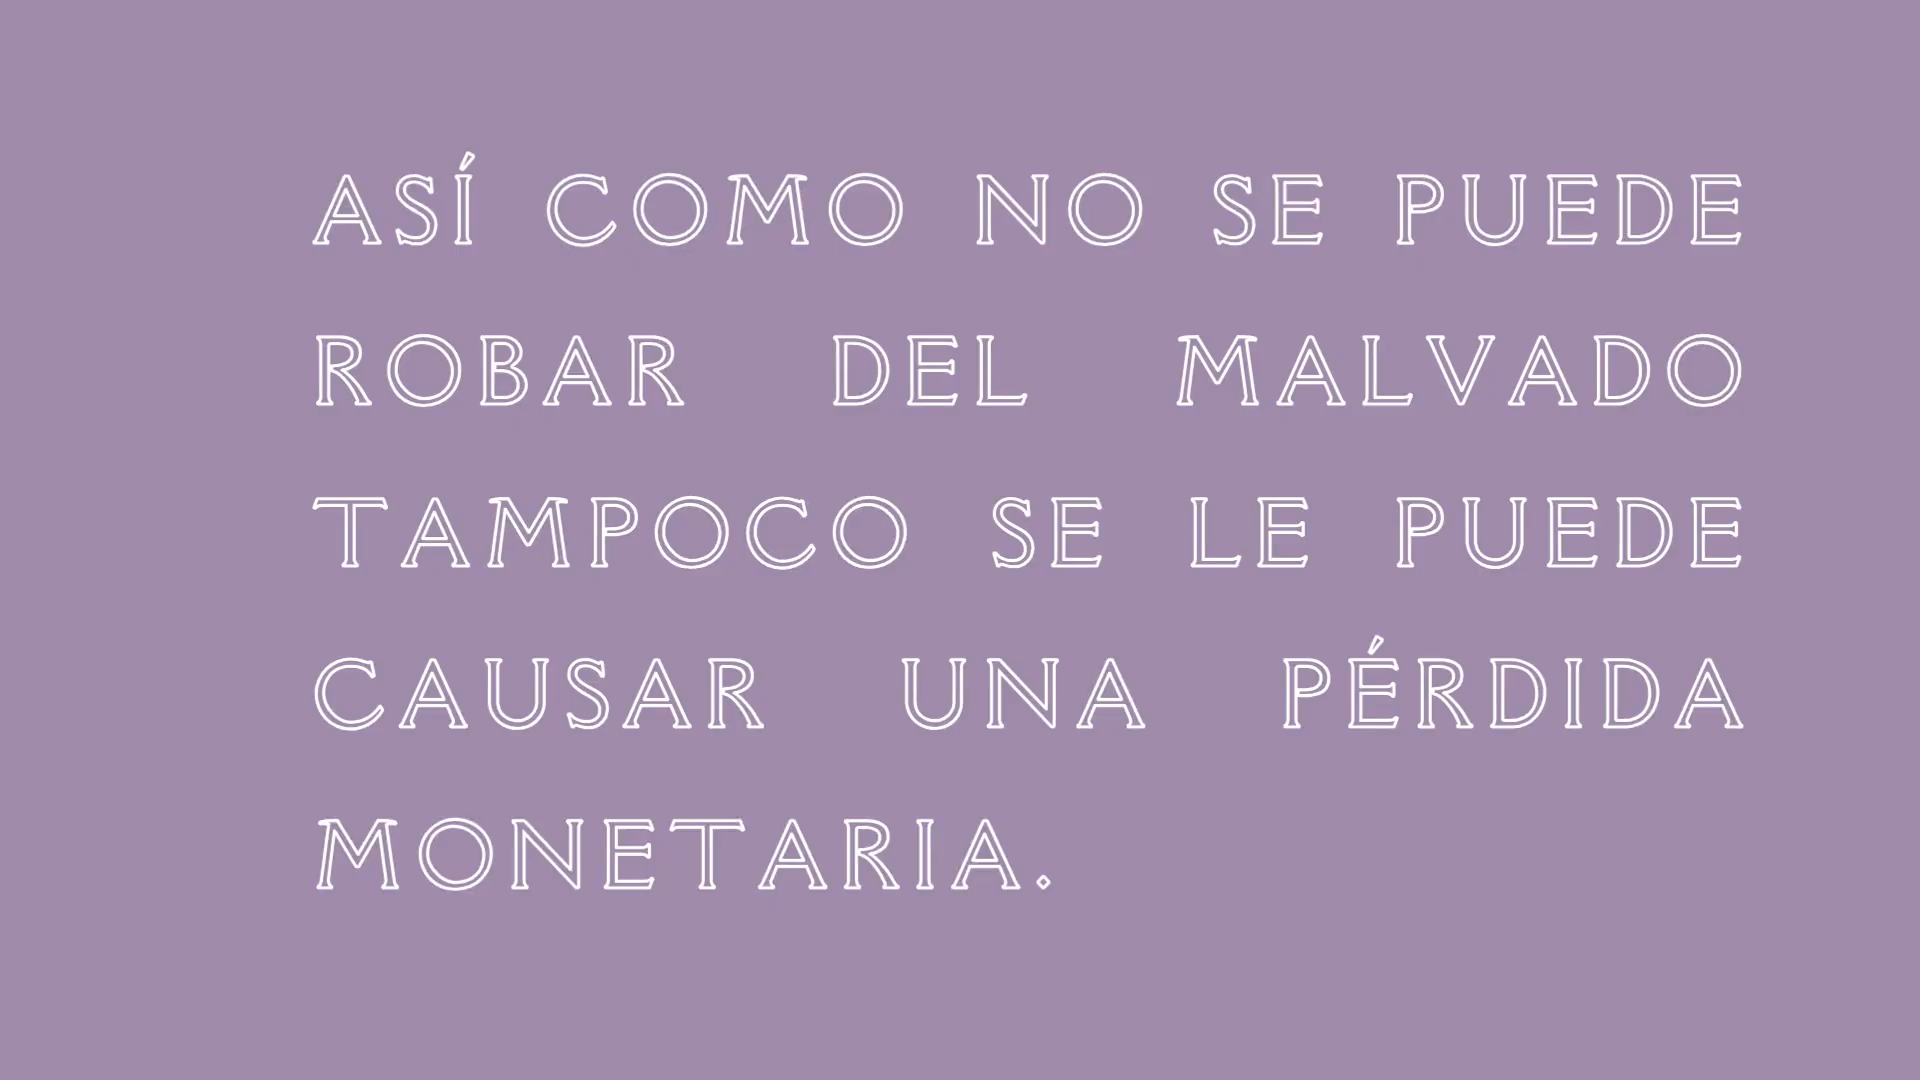 ASÍ COMO NO SE PUEDE
ROBAR DEL MALVADO
TAMPOCO SE LE PUEDE
CAUSAR UNA PÉRDIDA
MONETARIA.